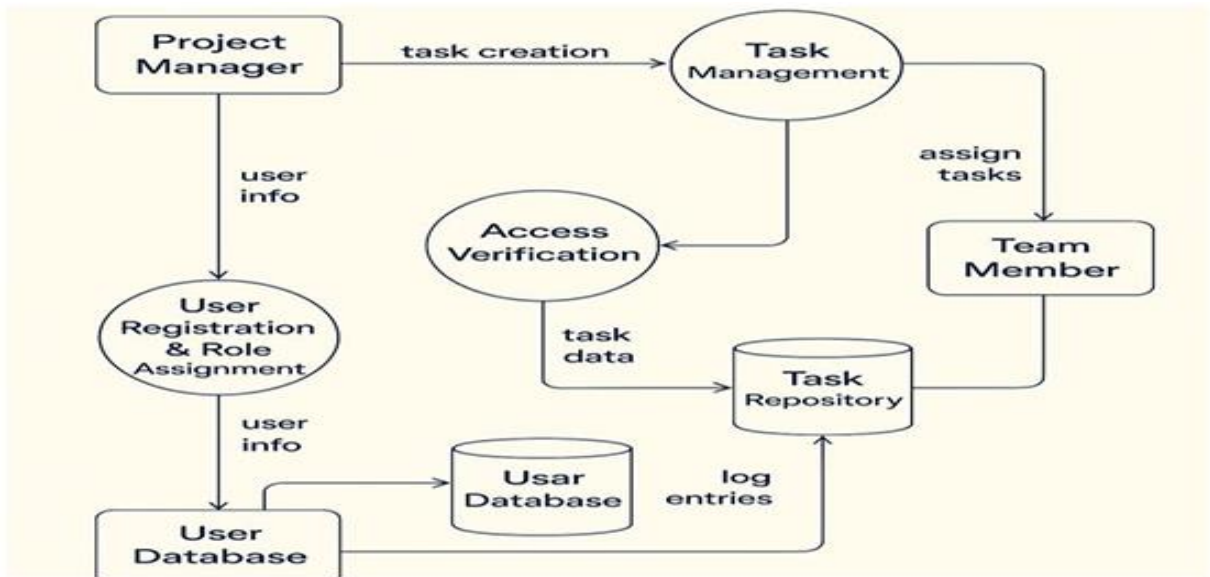 Project
Manager
task creation
Task
Management
user
info
assign
tasks
Access
Verification
Team
Member
User
Registration
& Role
Assignment
task
data
Task
Repository
user
info
Usar
Database
log
entries
User
Database